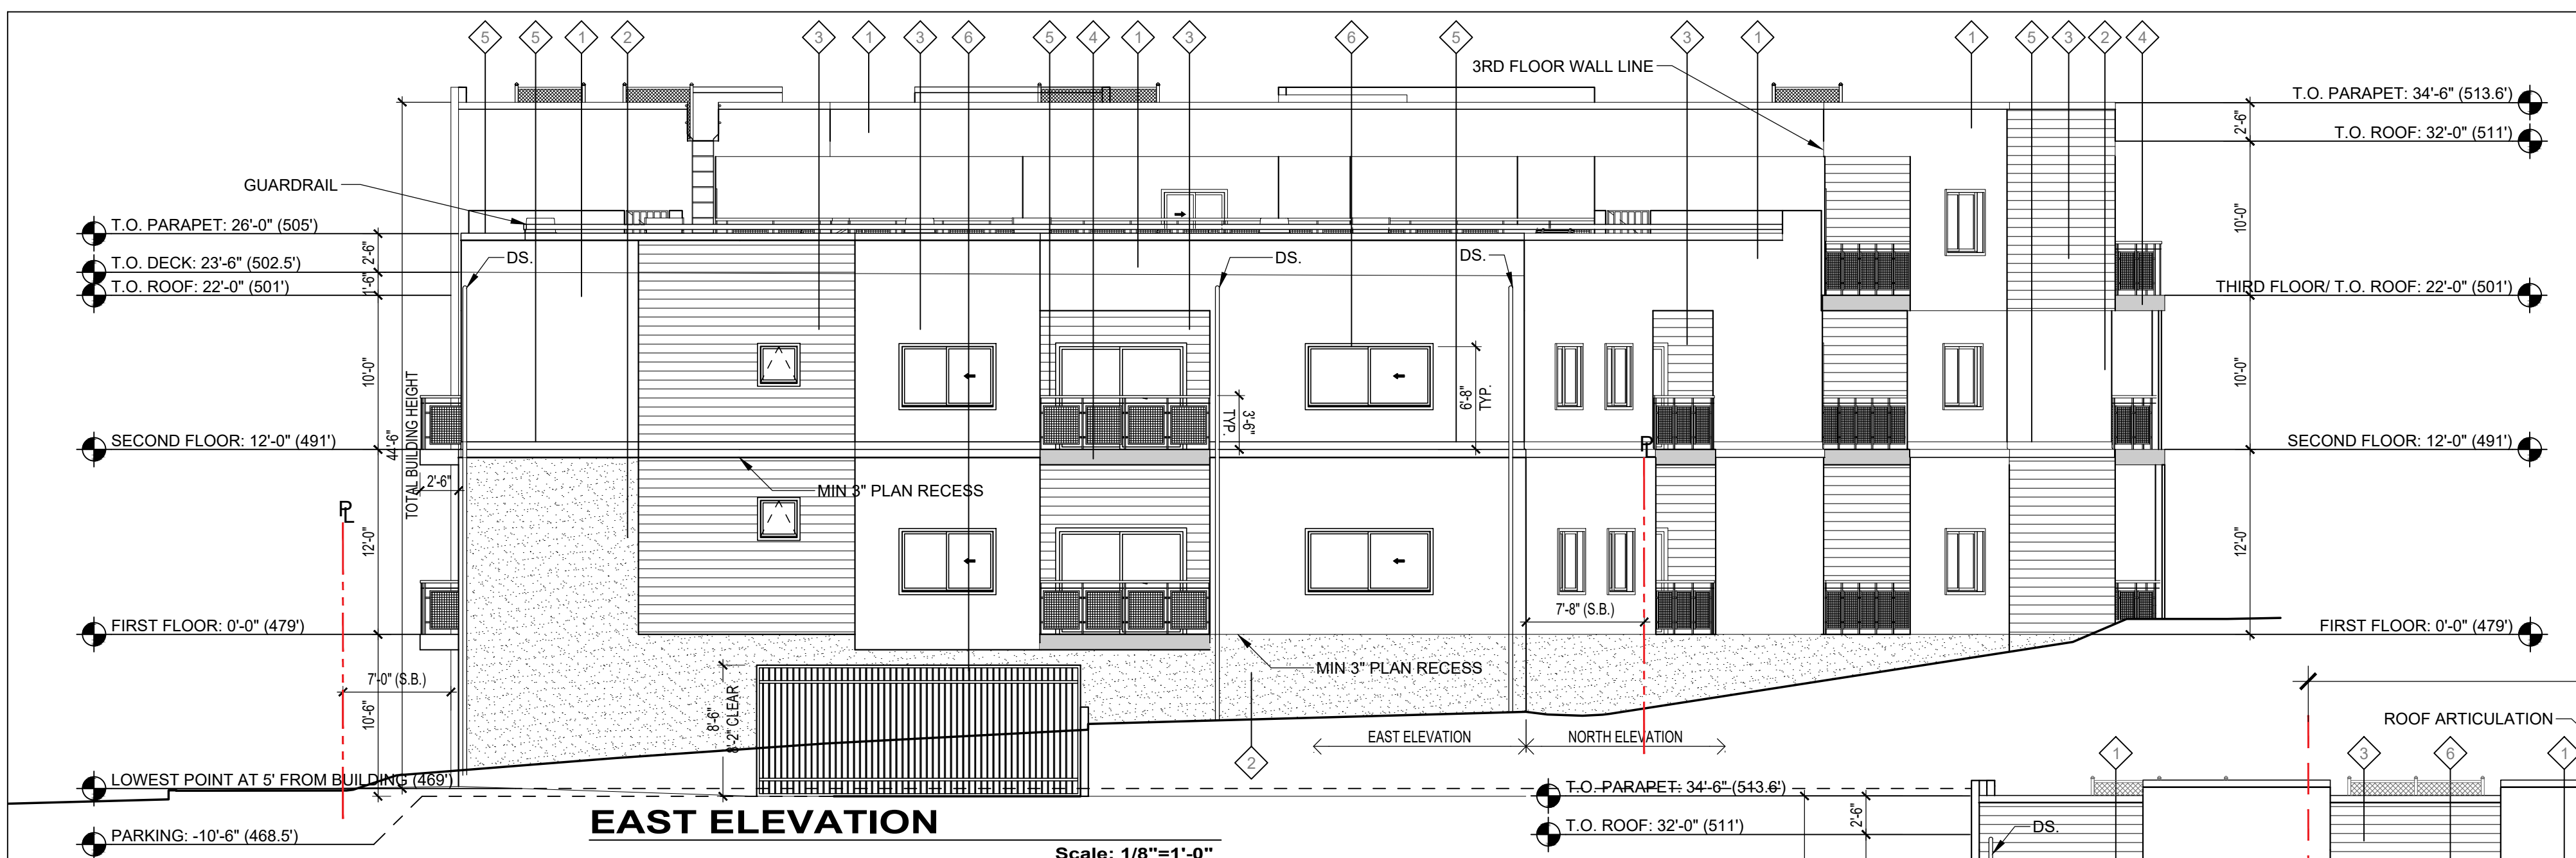 5 5 1 2 3 1 3 6 5 4 1 3 6 5 3 1 1 5 3 2 4
3RD FLOOR WALL LINE
T.O. PARAPET: 34'-6" (513.6')
2'-6"
T.O. ROOF: 32'-0" (511')
GUARDRAIL
T.O. PARAPET: 26'-0" (505')
2'-6"
T.O. DECK: 23'-6" (502.5')
1'-6"
T.O. ROOF: 22'-0" (501')
DS.
DS.
DS.
10'-0"
THIRD FLOOR/ T.O. ROOF: 22'-0" (501')
10'-0"
44'-6"
TOTAL BUILDING HEIGHT
3'-6"
TYP.
6'-8"
TYP.
10'-0"
SECOND FLOOR: 12'-0" (491')
SECOND FLOOR: 12'-0" (491')
2'-6"
MIN 3" PLAN RECESS
PL
PL
12'-0"
12'-0"
7'-8" (S.B.)
FIRST FLOOR: 0'-0" (479')
FIRST FLOOR: 0'-0" (479')
MIN 3" PLAN RECESS
7'-0" (S.B.)
10'-6"
8'-6"
8'-2" CLEAR
2
EAST ELEVATION
NORTH ELEVATION
ROOF ARTICULATION
1 3 6 1
LOWEST POINT AT 5' FROM BUILDING (469')
T.O. PARAPET: 34'-6" (513.6')
2'-6"
T.O. ROOF: 32'-0" (511')
DS.
PARKING: -10'-6" (468.5')
EAST ELEVATION
Scale: 1/8"=1'-0"